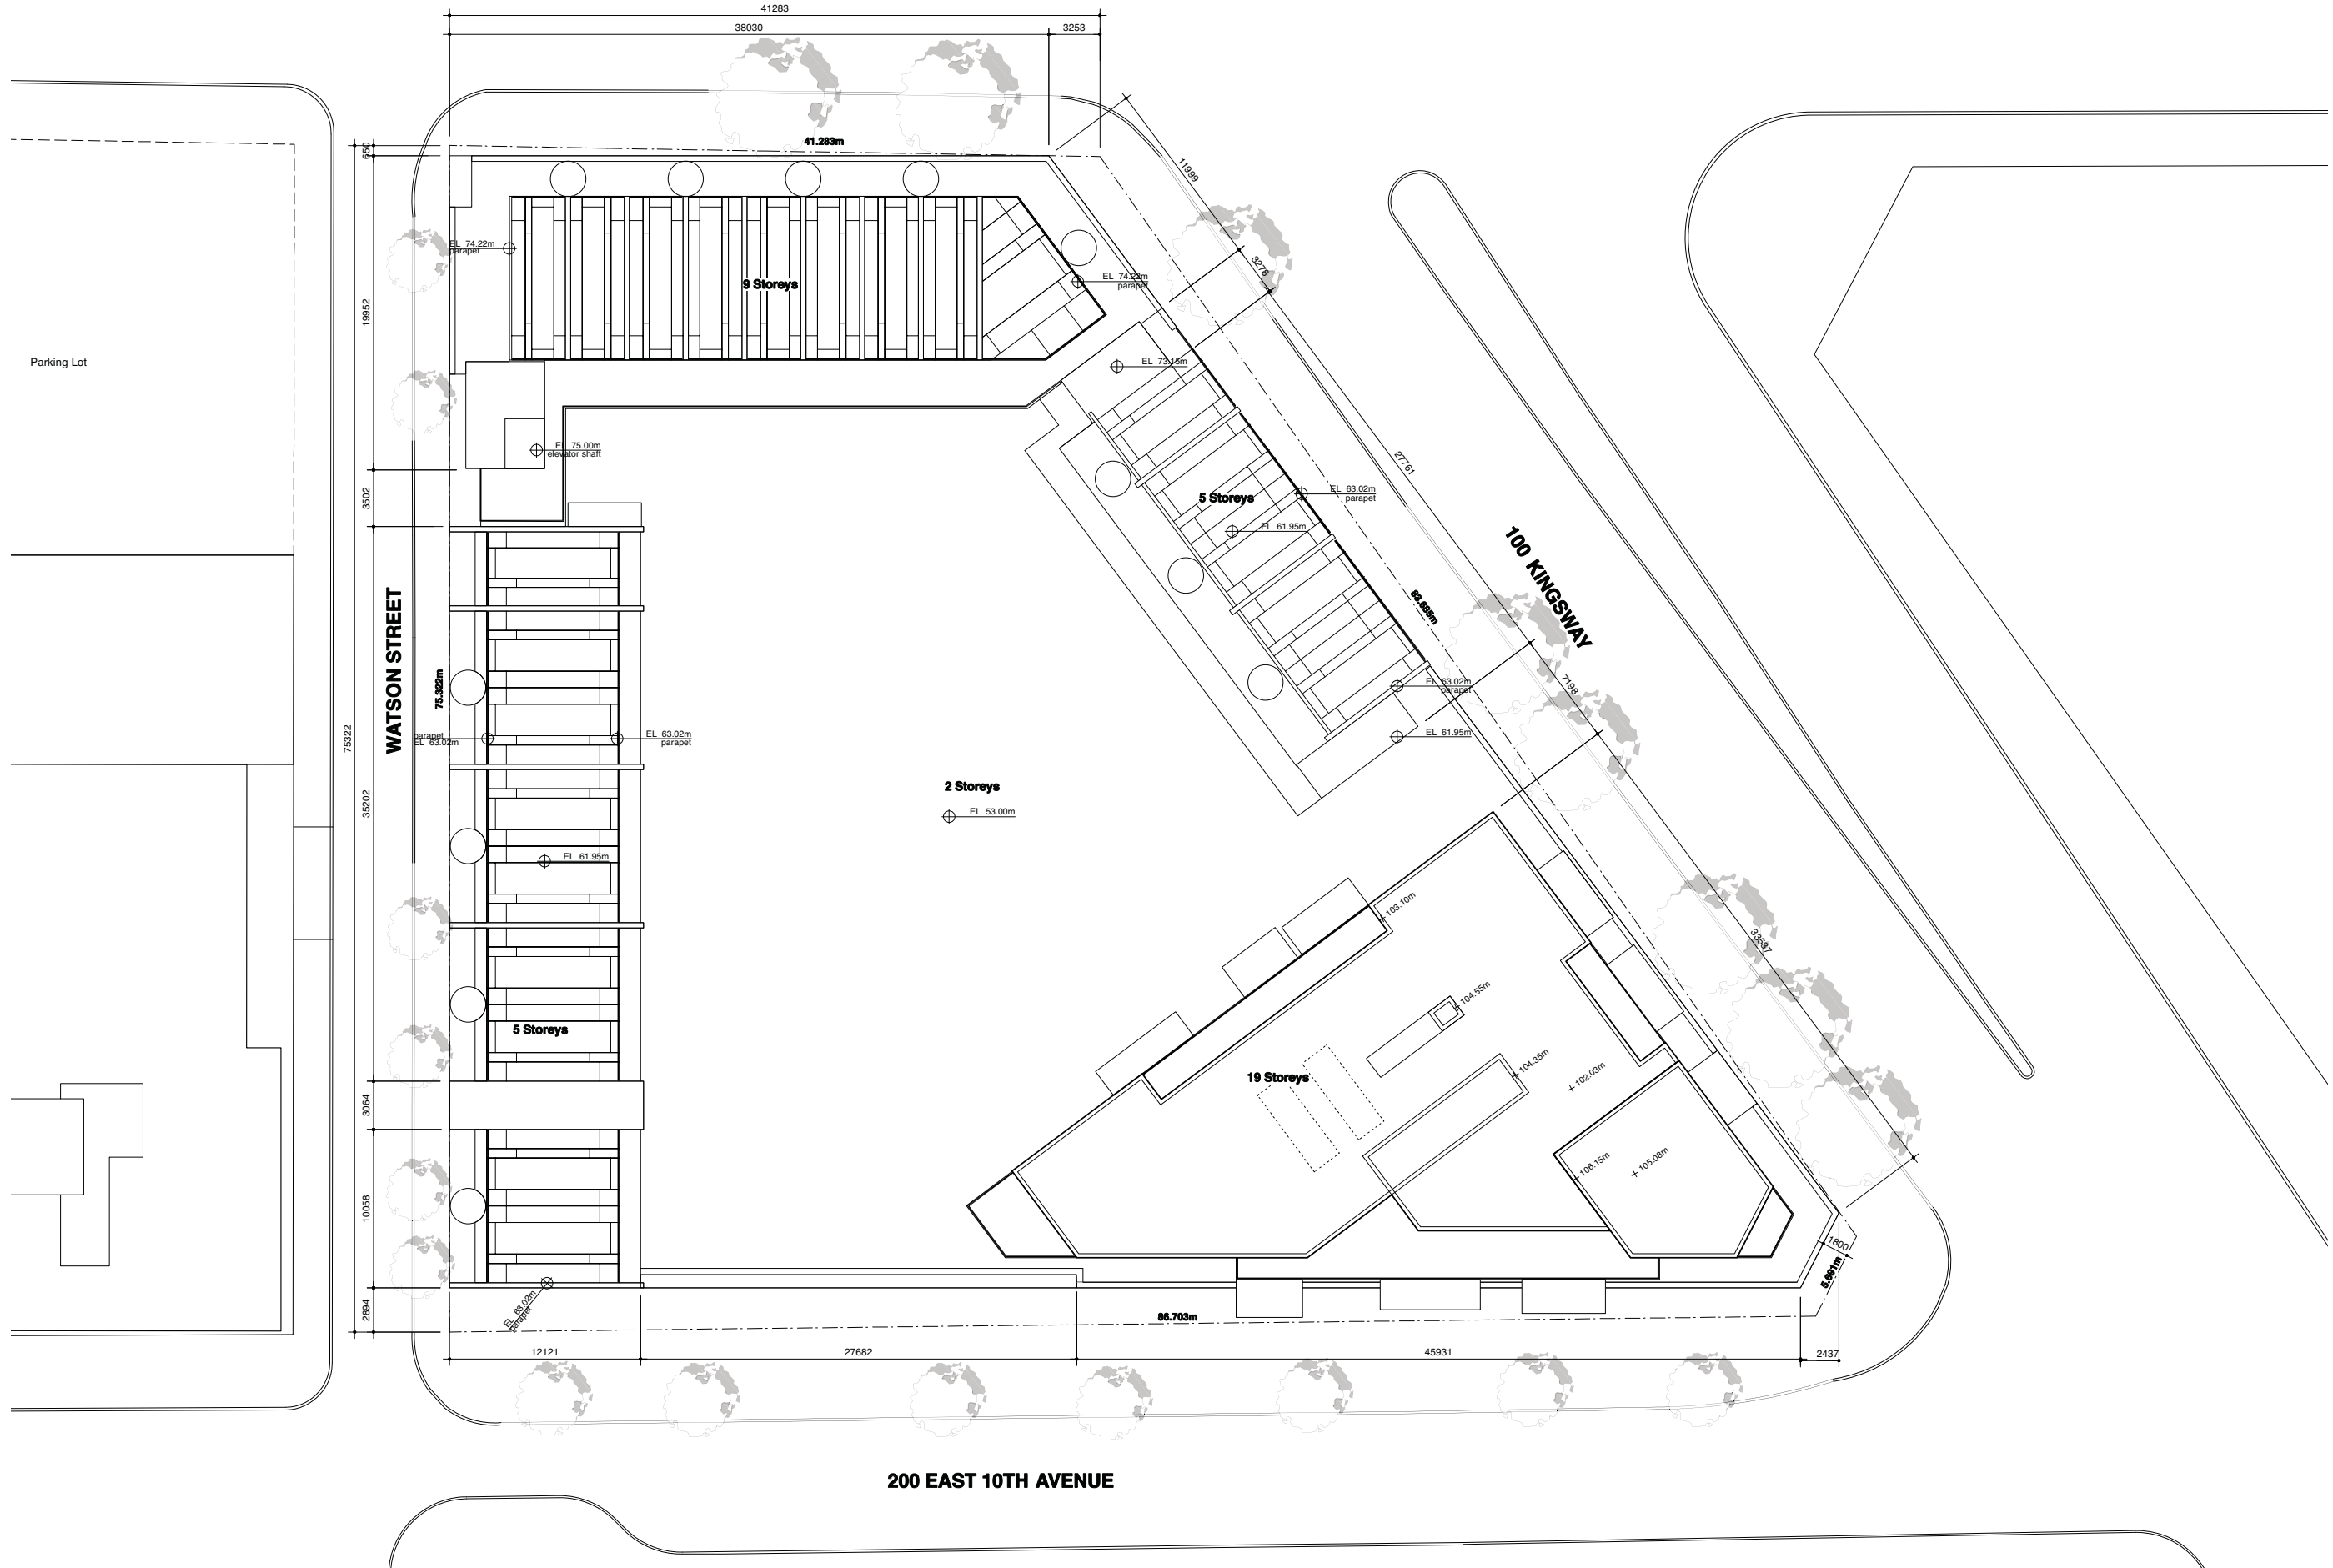 41283
38030
3253
650
41.283m
11999
EL 74.22m
parapet
9 Storeys
EL 74.22m
parapet
3278
19952
Parking Lot
EL 73.15m
EL 75.00m
elevator shaft
27761
3502
5 Storeys
EL 63.02m
parapet
EL 61.95m
100 KINGSWAY
83.685m
WATSON STREET
75.322m
75322
EL 63.02m
parapet
7198
parapet
EL 63.02m
EL 63.02m
parapet
EL 61.95m
2 Storeys
EL 53.00m
35202
EL 61.95m
103.10m
33537
104.55m
5 Storeys
19 Storeys
104.35m
102.03m
3064
106.15m
105.08m
10058
1800
5.691m
EL 63.02m
parapet
2894
86.703m
12121
27682
45931
2437
200 EAST 10TH AVENUE